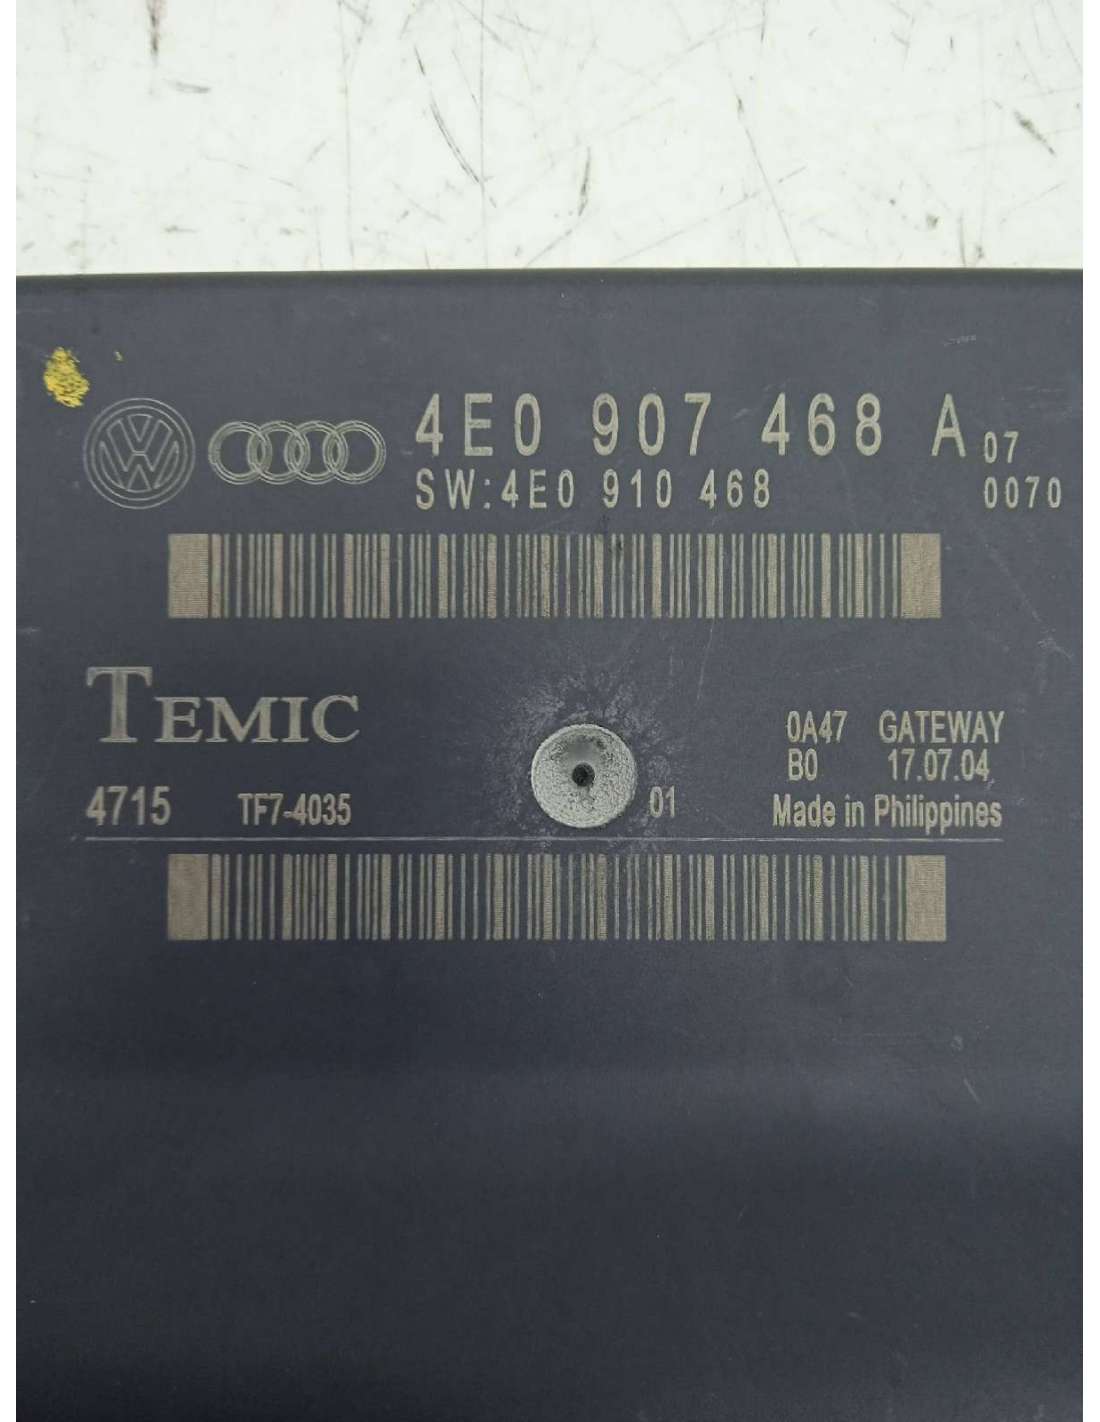 4E0 907 468 A 07
SW:4E0 910 468 0070
TEMIC
0A47 GATEWAY
B0 17.07.04
4715 TF7-4035 01 Made in Philippines